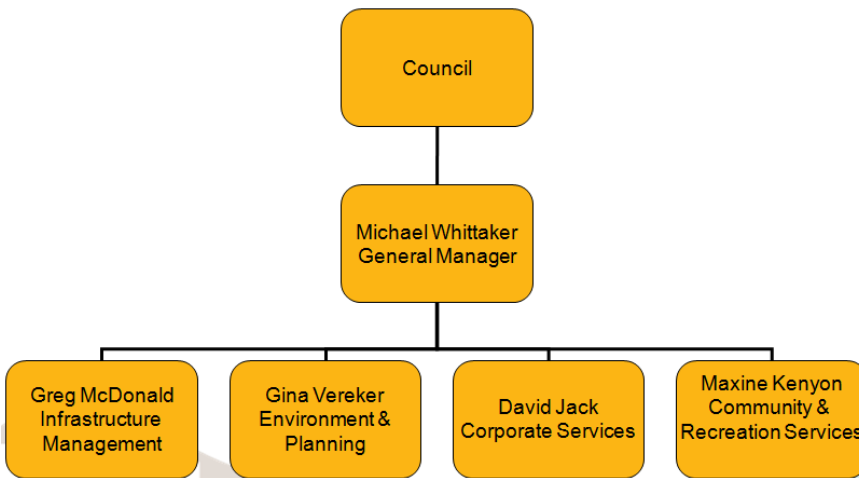 Council
Michael Whittaker
General Manager
Greg McDonald
Infrastructure
Management
Gina Vereker
Environment &
Planning
David Jack
Corporate Services
Maxine Kenyon
Community &
Recreation Services